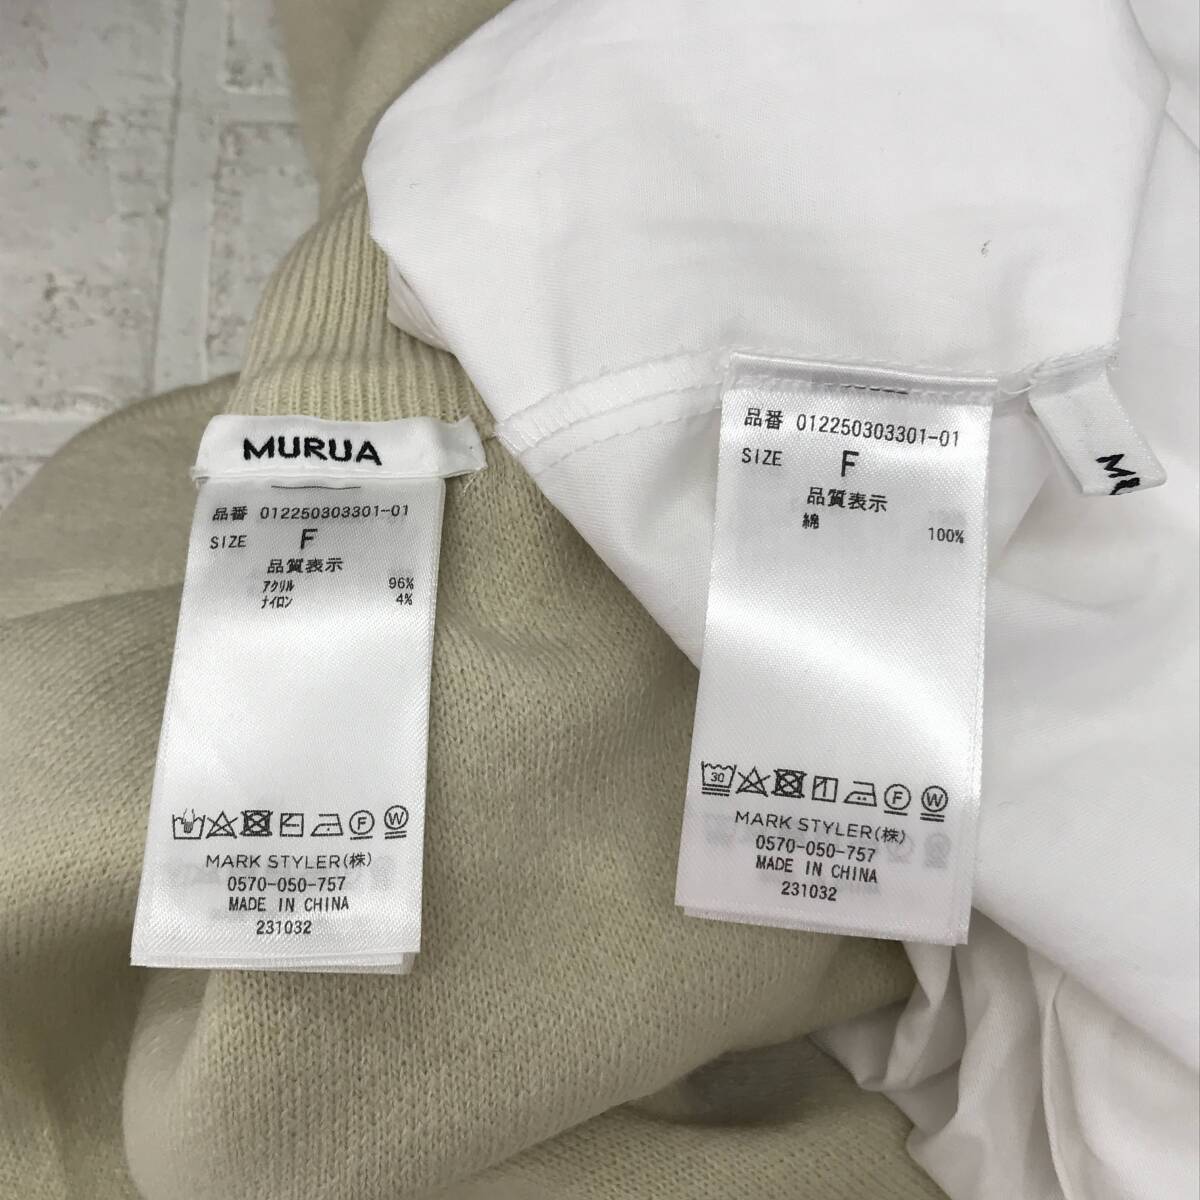 MURUA
品番 012250303301-01
SIZE F
品質表示
アクリル 96%
ナイロン 4%
MARK STYLER(株)
0570-050-757
MADE IN CHINA
231032
品番 012250303301-01
SIZE F
品質表示
綿 100%
30
F
W
MARK STYLER(株)
0570-050-757
MADE IN CHINA
231032
F
W